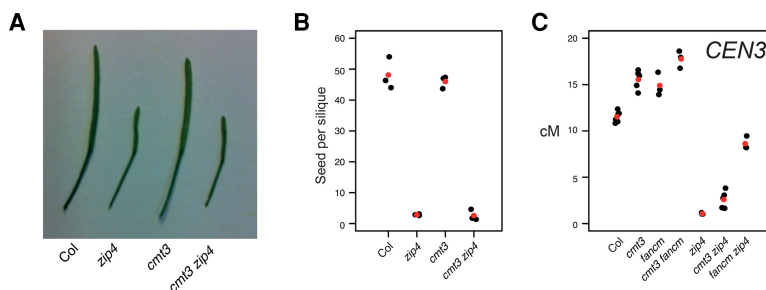 A
Col
zip4
cmt3
cmt3 zip4
B
Seed per silique
60
50
40
30
20
10
0
Col
zip4
cmt3
cmt3 zip4
C
CEN3
cM
20
15
10
5
0
Col
cmt3
fancm
cmt3 fancm
zip4
cmt3 zip4
fancm zip4